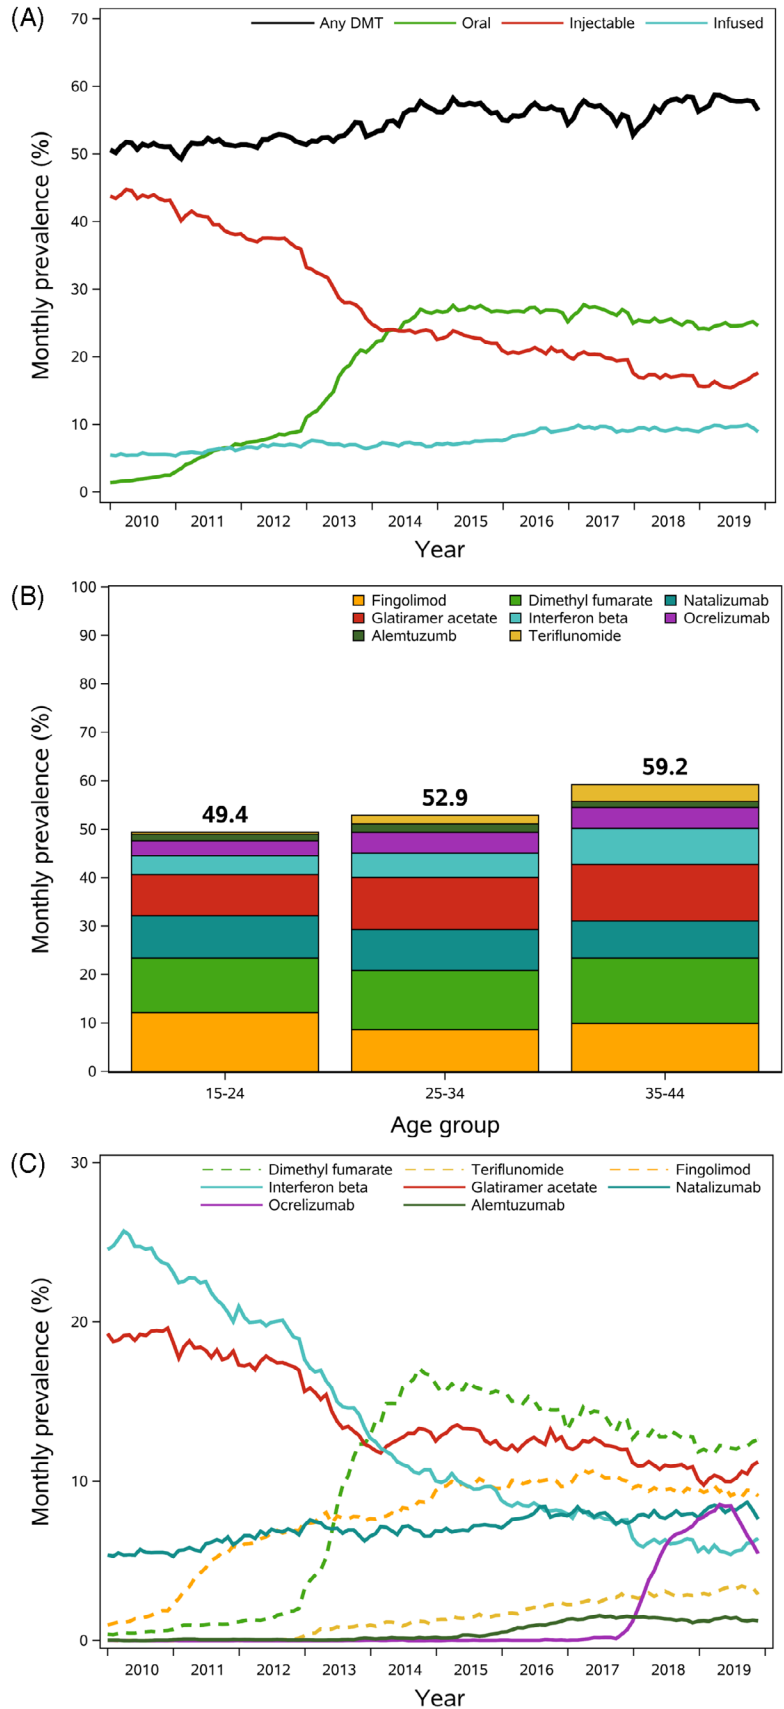 (A)
Any DMT Oral Injectable Infused
70
60
50
40
30
20
10
0
Monthly prevalence (%)
2010 2011 2012 2013 2014 2015 2016 2017 2018 2019
Year
(B)
Fingolimod Dimethyl fumarate Natalizumab
Glatiramer acetate Interferon beta Ocrelizumab
Alemtuzumb Teriflunomide
100
90
80
70
60
50
40
30
20
10
0
Monthly prevalence (%)
49.4 52.9 59.2
15-24 25-34 35-44
Age group
(C)
Dimethyl fumarate Teriflunomide Fingolimod
Interferon beta Glatiramer acetate Natalizumab
Ocrelizumab Alemtuzumab
30
20
10
0
Monthly prevalence (%)
2010 2011 2012 2013 2014 2015 2016 2017 2018 2019
Year